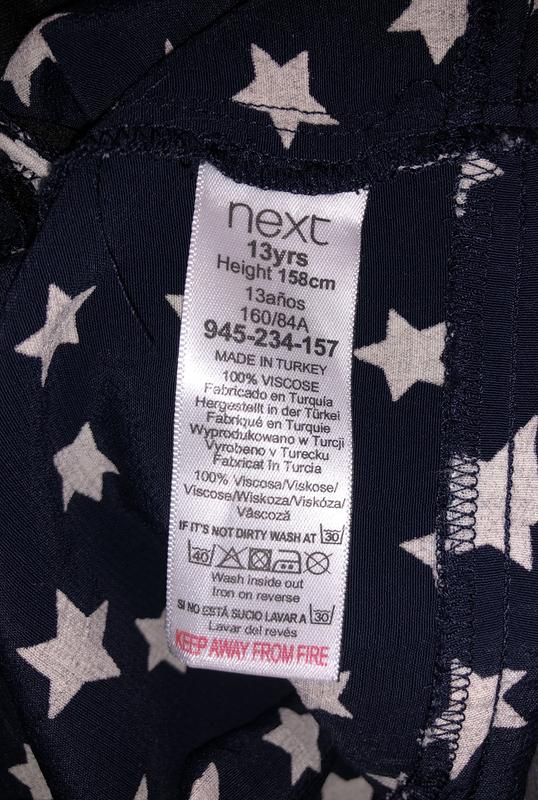 next
13yrs
Height 158cm
13años
160/84A
945-234-157
MADE IN TURKEY
100% VISCOSE
Fabricado en Turquía
Hergestellt in der Türkei
Fabriqué en Turquie
Wyprodukowano w Turcji
Vyrobeno v Turecku
Fabricat în Turcia
100% Viscosa/Viskose/
Viscose/Wiskoza/Viskóza/
Vâscoză
IF IT'S NOT DIRTY WASH AT 30
40
Wash inside out
Iron on reverse
SI NO ESTÁ SUCIO LAVAR A 30
Lavar del revés
KEEP AWAY FROM FIRE